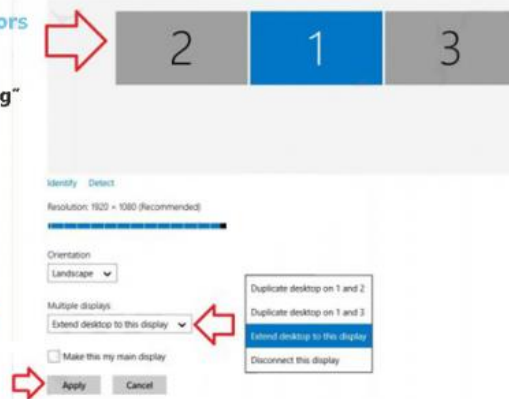 ors
g"
2 1 3
Identify Detect
Resolution: 1920 × 1080 (Recommended)
Orientation
Landscape
Multiple displays
Extend desktop to this display
Make this my main display
Apply Cancel
Duplicate desktop on 1 and 2
Duplicate desktop on 1 and 3
Extend desktop to this display
Disconnect this display